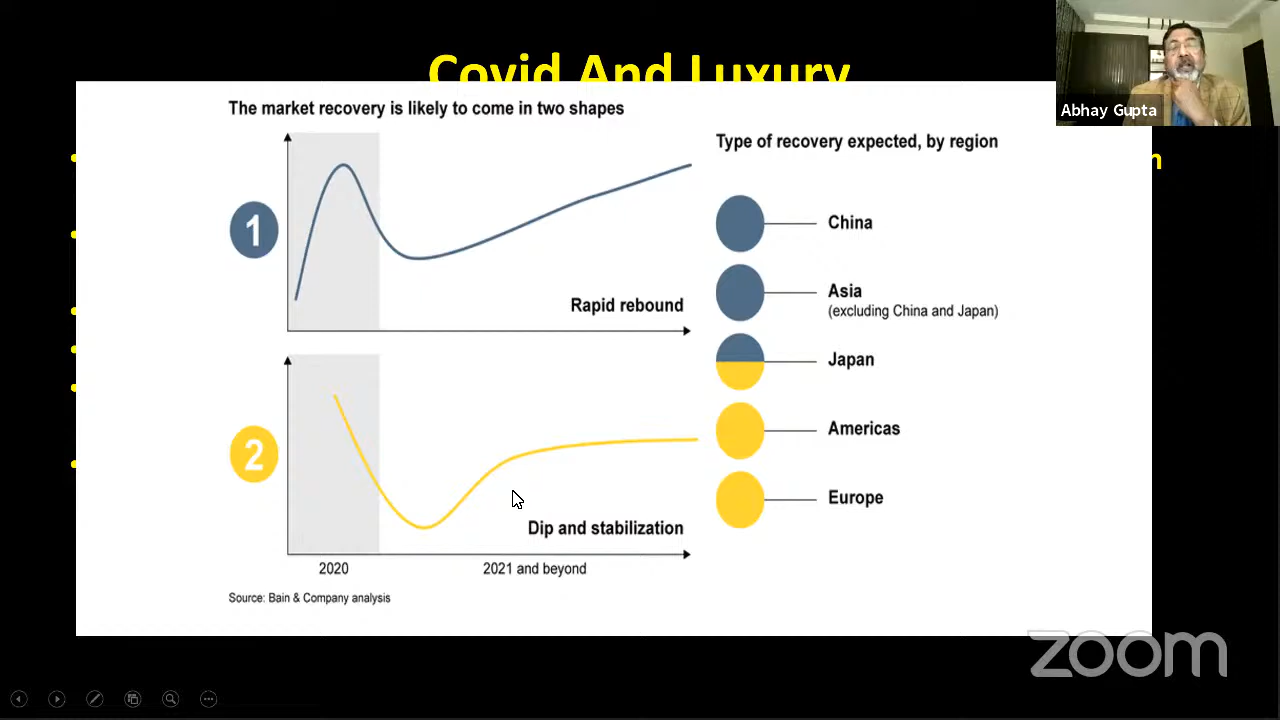 Covid And Luxury
Abhay Gupta
The market recovery is likely to come in two shapes
1
Rapid rebound
2
Dip and stabilization
2020
2021 and beyond
Source: Bain & Company analysis
Type of recovery expected, by region
China
Asia
(excluding China and Japan)
Japan
Americas
Europe
zoom